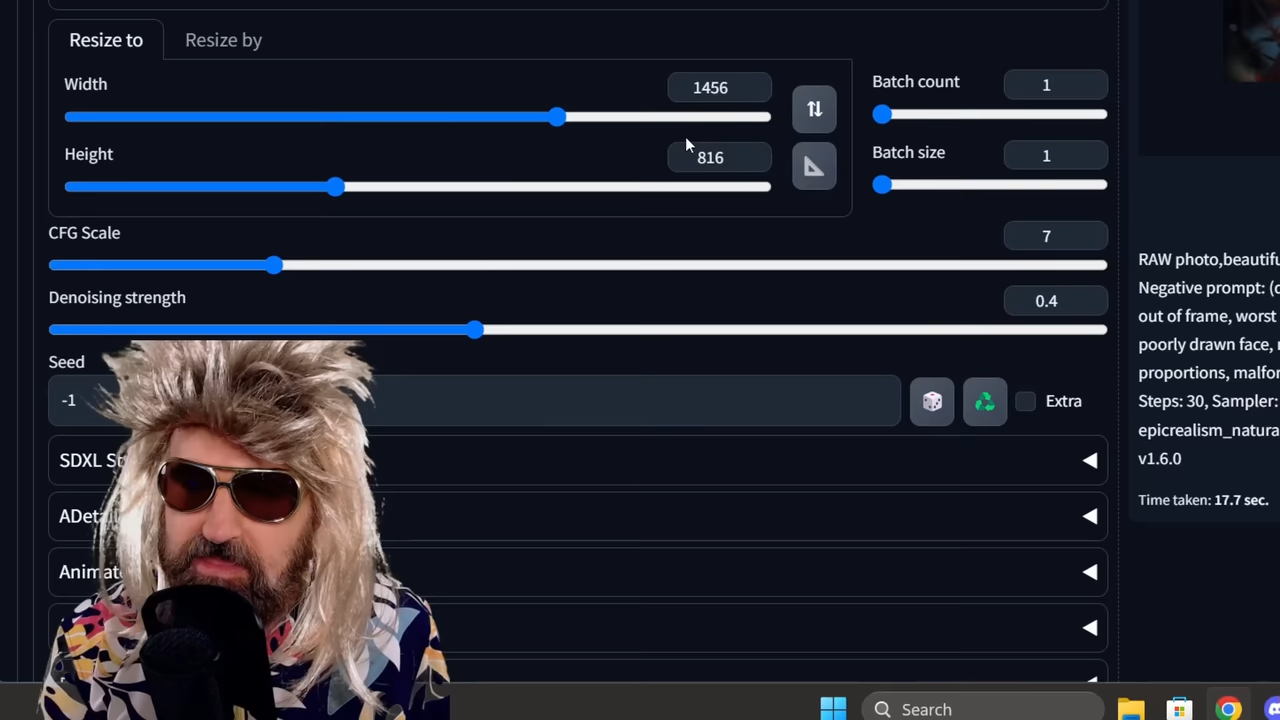 Resize to
Resize by
Width
1456
Batch count
1
Height
816
Batch size
1
CFG Scale
7
Denoising strength
0.4
Seed
-1
Extra
SDXL St
ADeta
Animat
RAW photo,beautifu
Negative prompt: (d
out of frame, worst
poorly drawn face, m
proportions, malfor
Steps: 30, Sampler:
epicrealism_natura
v1.6.0
Time taken: 17.7 sec.
Search